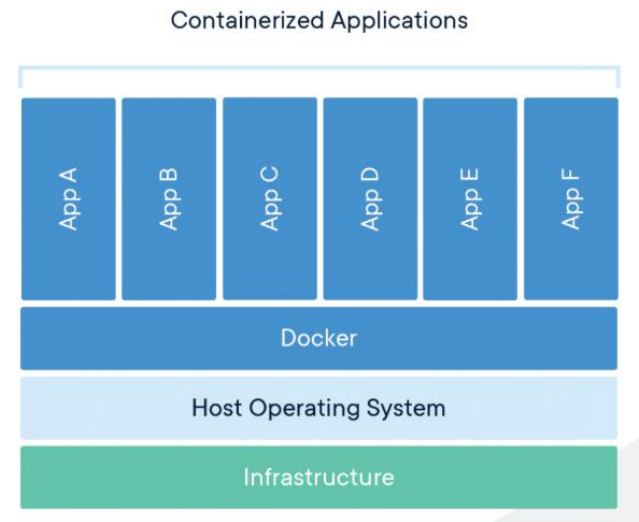 Containerized Applications
App A
App B
App C
App D
App E
App F
Docker
Host Operating System
Infrastructure